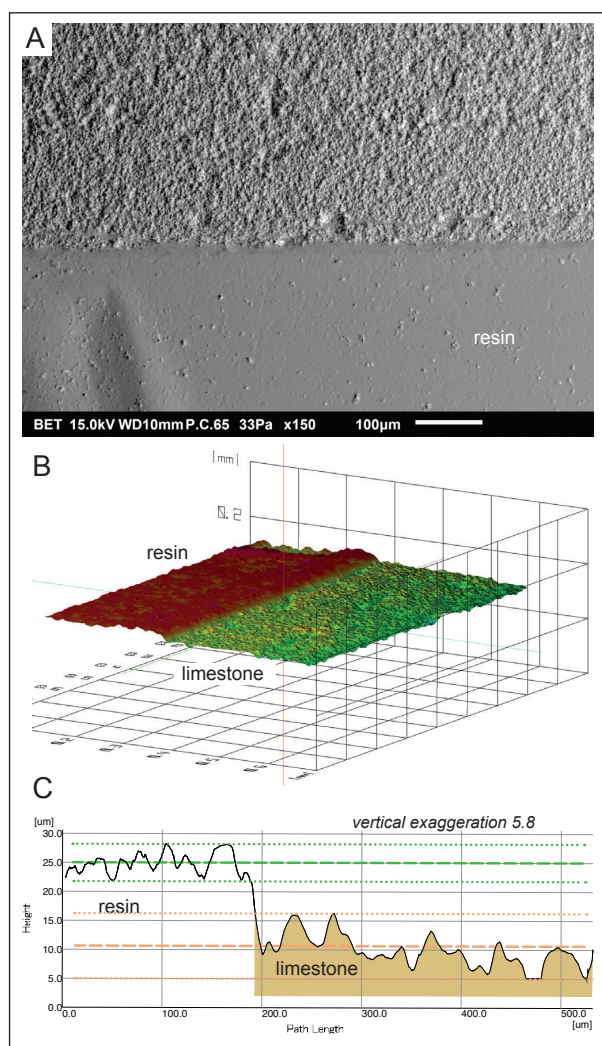 A
resin
BET 15.0kV WD10mm P.C.65 33Pa x150 100µm
B
[mm]
0.2
resin
limestone
C
vertical exaggeration 5.8
[um]
30.0
25.0
20.0
15.0
10.0
5.0
0.0
Height
resin
limestone
0.0 100.0 200.0 300.0 400.0 500.0
[um]
Path Length